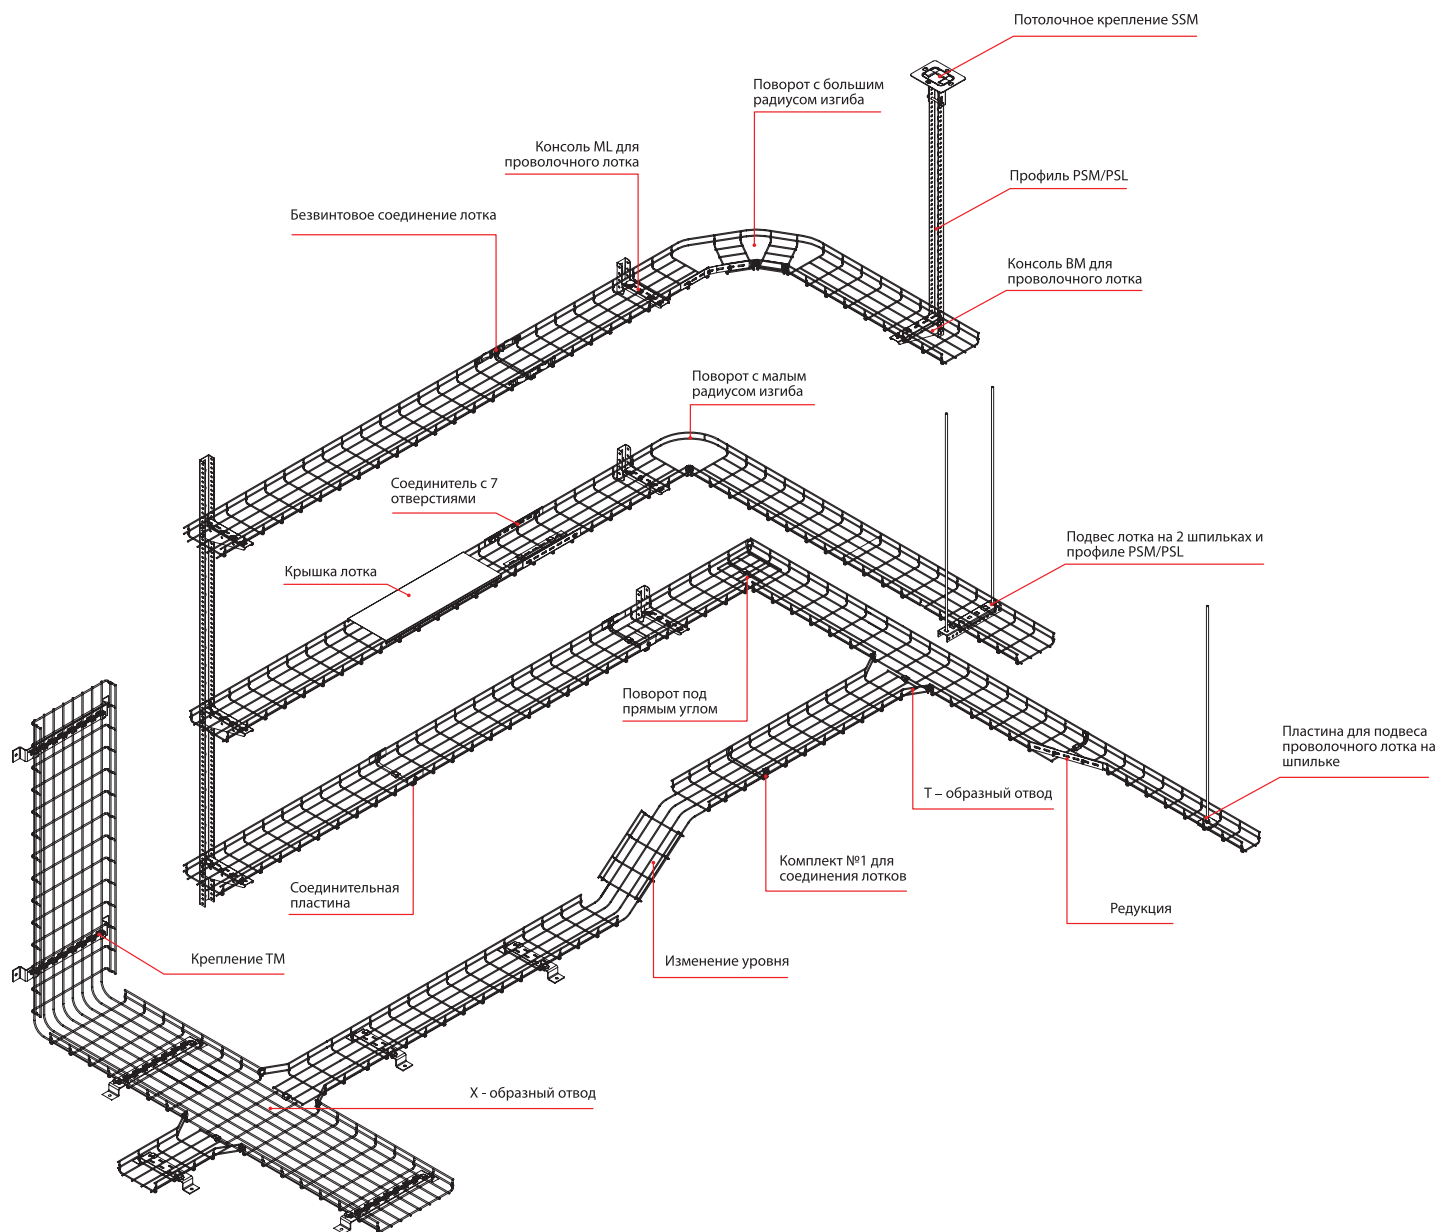 Потолочное крепление SSM
Поворот с большим
радиусом изгиба
Консоль ML для
проволочного лотка
Профиль PSM/PSL
Безвинтовое соединение лотка
Консоль BM для
проволочного лотка
Поворот с малым
радиусом изгиба
Соединитель с 7
отверстиями
Подвес лотка на 2 шпильках и
профиле PSM/PSL
Крышка лотка
Поворот под
прямым углом
Пластина для подвеса
проволочного лотка на
шпильке
Т – образный отвод
Комплект №1 для
соединения лотков
Соединительная
пластина
Редукция
Крепление ТМ
Изменение уровня
Х - образный отвод